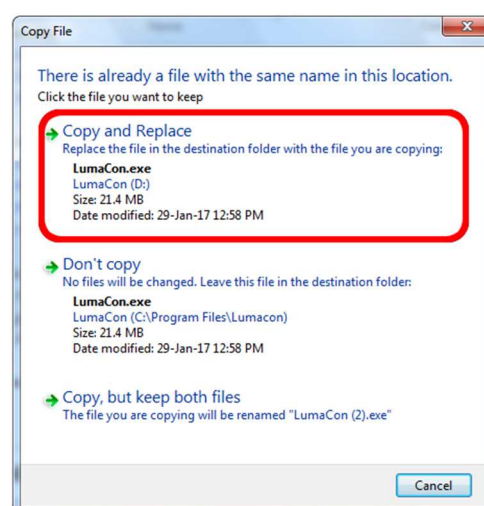 Copy File
There is already a file with the same name in this location.
Click the file you want to keep
Copy and Replace
Replace the file in the destination folder with the file you are copying:
LumaCon.exe
LumaCon (D:)
Size: 21.4 MB
Date modified: 29-Jan-17 12:58 PM
Don't copy
No files will be changed. Leave this file in the destination folder:
LumaCon.exe
LumaCon (C:\Program Files\Lumacon)
Size: 21.4 MB
Date modified: 29-Jan-17 12:58 PM
Copy, but keep both files
The file you are copying will be renamed "LumaCon (2).exe"
Cancel